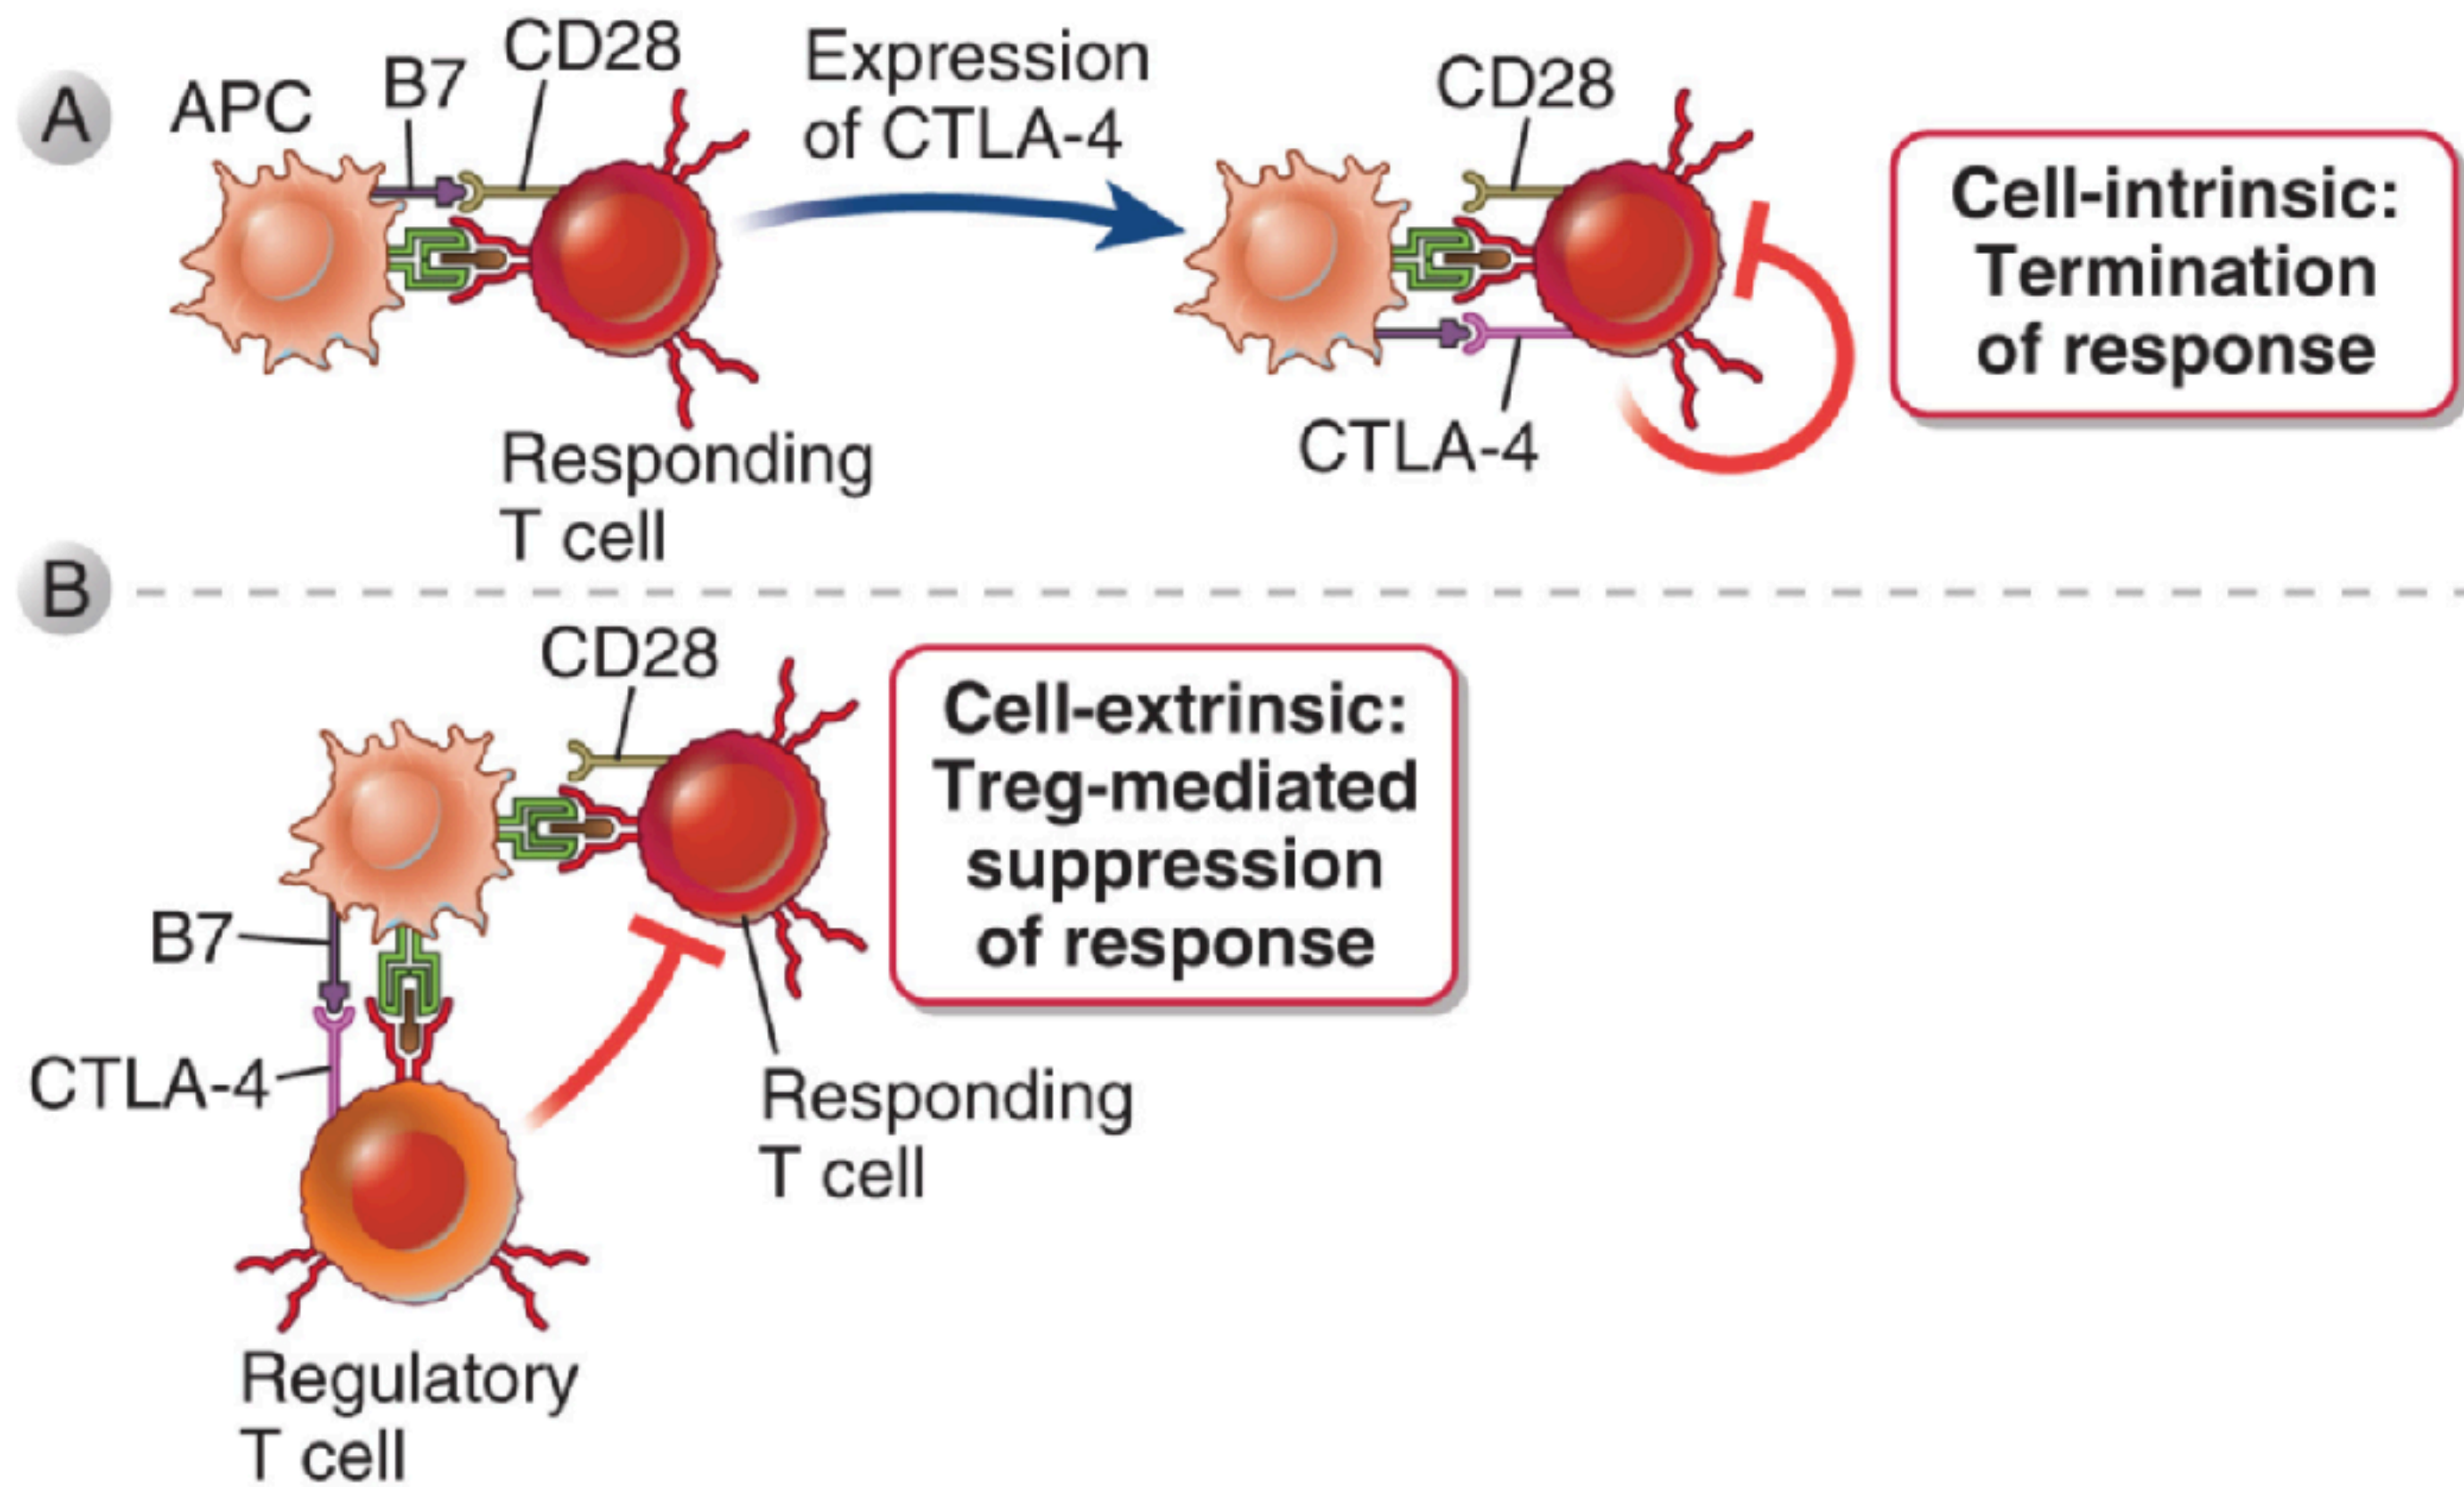 A
APC
B7
CD28
Expression
of CTLA-4
CD28
Cell-intrinsic:
Termination
of response
CTLA-4
Responding
T cell
B
CD28
Cell-extrinsic:
Treg-mediated
suppression
of response
B7
CTLA-4
Responding
T cell
Regulatory
T cell